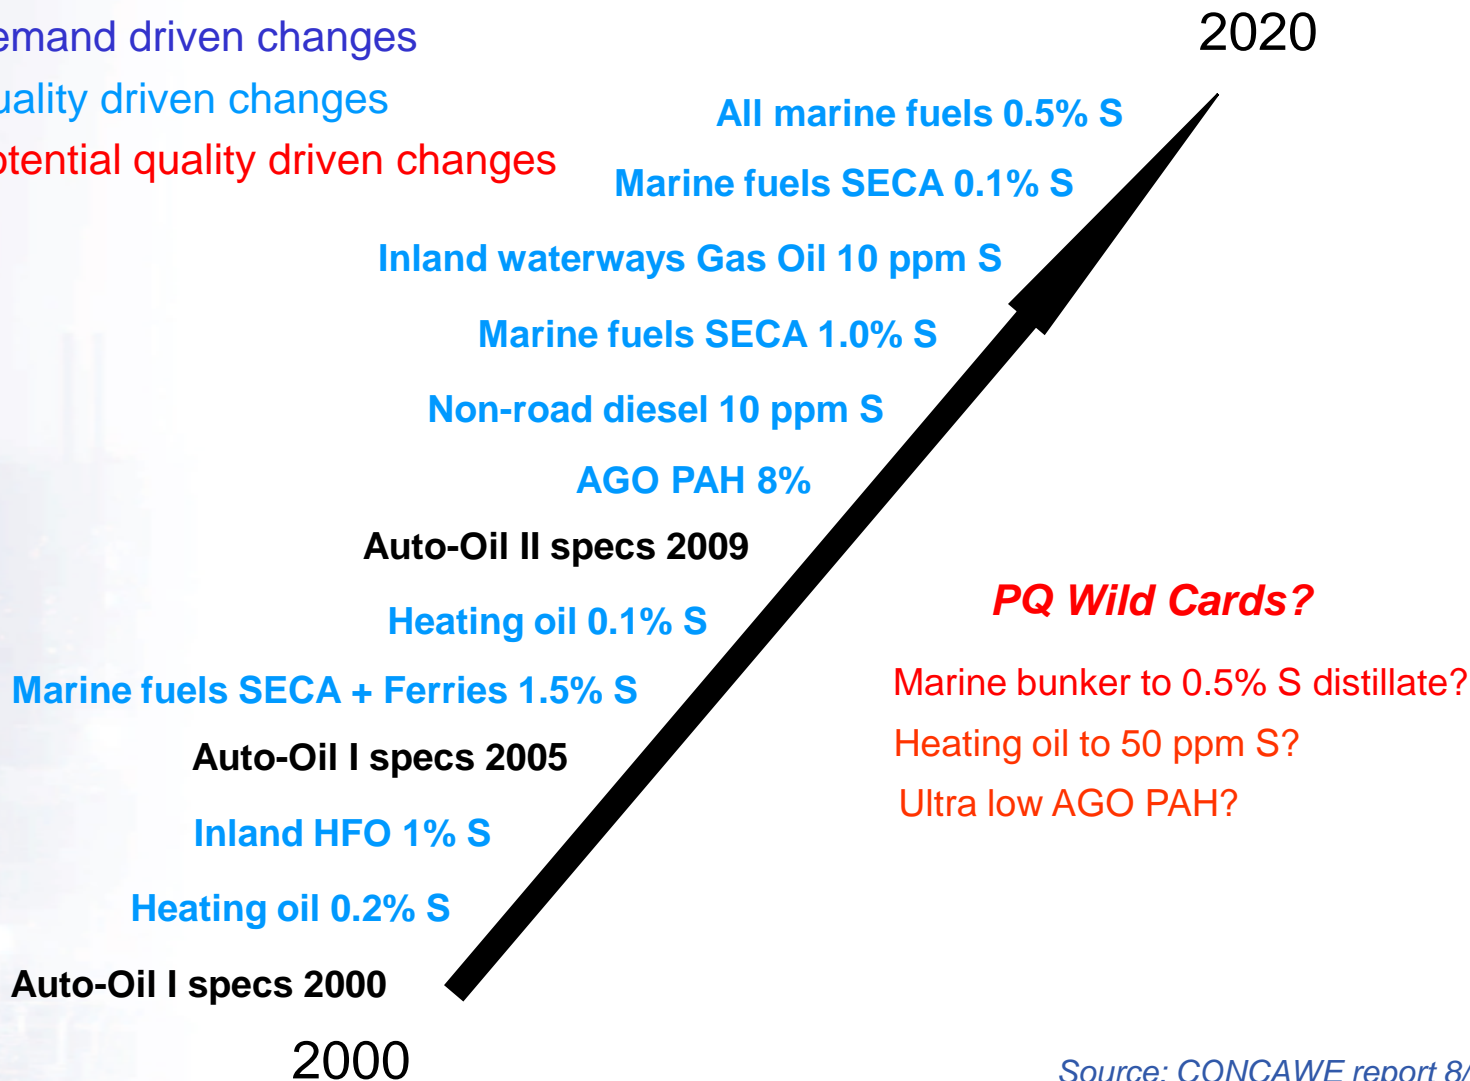 emand driven changes
uality driven changes
otential quality driven changes
2020
All marine fuels 0.5% S
Marine fuels SECA 0.1% S
Inland waterways Gas Oil 10 ppm S
Marine fuels SECA 1.0% S
Non-road diesel 10 ppm S
AGO PAH 8%
Auto-Oil II specs 2009
Heating oil 0.1% S
Marine fuels SECA + Ferries 1.5% S
Auto-Oil I specs 2005
Inland HFO 1% S
Heating oil 0.2% S
Auto-Oil I specs 2000
2000
PQ Wild Cards?
Marine bunker to 0.5% S distillate?
Heating oil to 50 ppm S?
Ultra low AGO PAH?
Source: CONCAWE report 8/